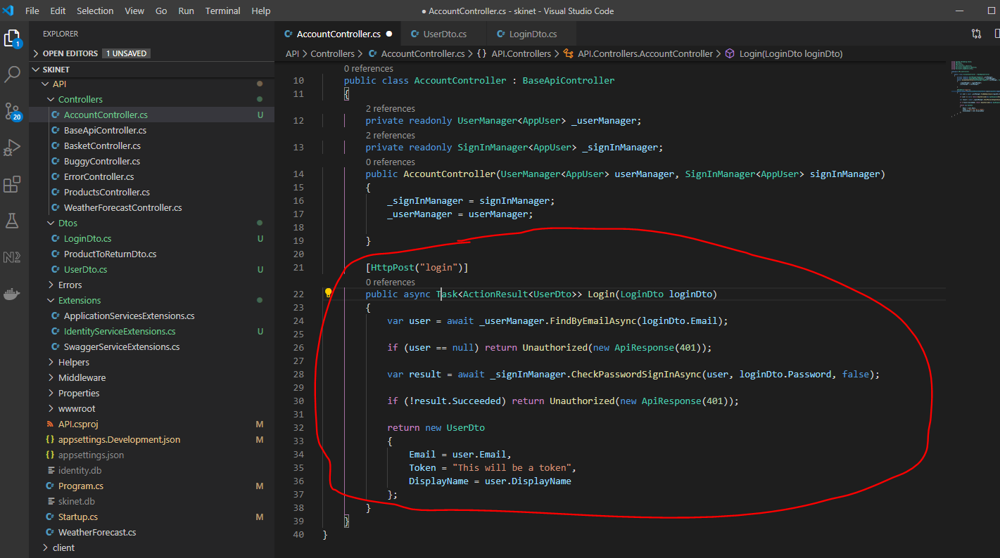 File Edit Selection View Go Run Terminal Help
● AccountController.cs - skinet - Visual Studio Code
EXPLORER
OPEN EDITORS 1 UNSAVED
SKINET
API
Controllers
AccountController.cs U
BaseApiController.cs
BasketController.cs
BuggyController.cs
ErrorController.cs
ProductsController.cs
WeatherForecastController.cs
Dtos
LoginDto.cs U
ProductToReturnDto.cs
UserDto.cs U
Errors
Extensions
ApplicationServicesExtensions.cs
IdentityServiceExtensions.cs U
SwaggerServiceExtensions.cs
Helpers
Middleware
Properties
wwwroot
API.csproj M
appsettings.Development.json M
appsettings.json
identity.db
Program.cs M
skinet.db
Startup.cs M
WeatherForecast.cs
client
1
20
AccountController.cs ● UserDto.cs LoginDto.cs
API > Controllers > AccountController.cs > {} API.Controllers > API.Controllers.AccountController > Login(LoginDto loginDto)
0 references
10 public class AccountController : BaseApiController
11 {
2 references
12 private readonly UserManager<AppUser> _userManager;
2 references
13 private readonly SignInManager<AppUser> _signInManager;
0 references
14 public AccountController(UserManager<AppUser> userManager, SignInManager<AppUser> signInManager)
15 {
16 _signInManager = signInManager;
17 _userManager = userManager;
18
19 }
20
21 [HttpPost("login")]
0 references
22 public async Task<ActionResult<UserDto>> Login(LoginDto loginDto)
23 {
24 var user = await _userManager.FindByEmailAsync(loginDto.Email);
25
26 if (user == null) return Unauthorized(new ApiResponse(401));
27
28 var result = await _signInManager.CheckPasswordSignInAsync(user, loginDto.Password, false);
29
30 if (!result.Succeeded) return Unauthorized(new ApiResponse(401));
31
32 return new UserDto
33 {
34 Email = user.Email,
35 Token = "This will be a token",
36 DisplayName = user.DisplayName
37 };
38 }
39 }
40 }